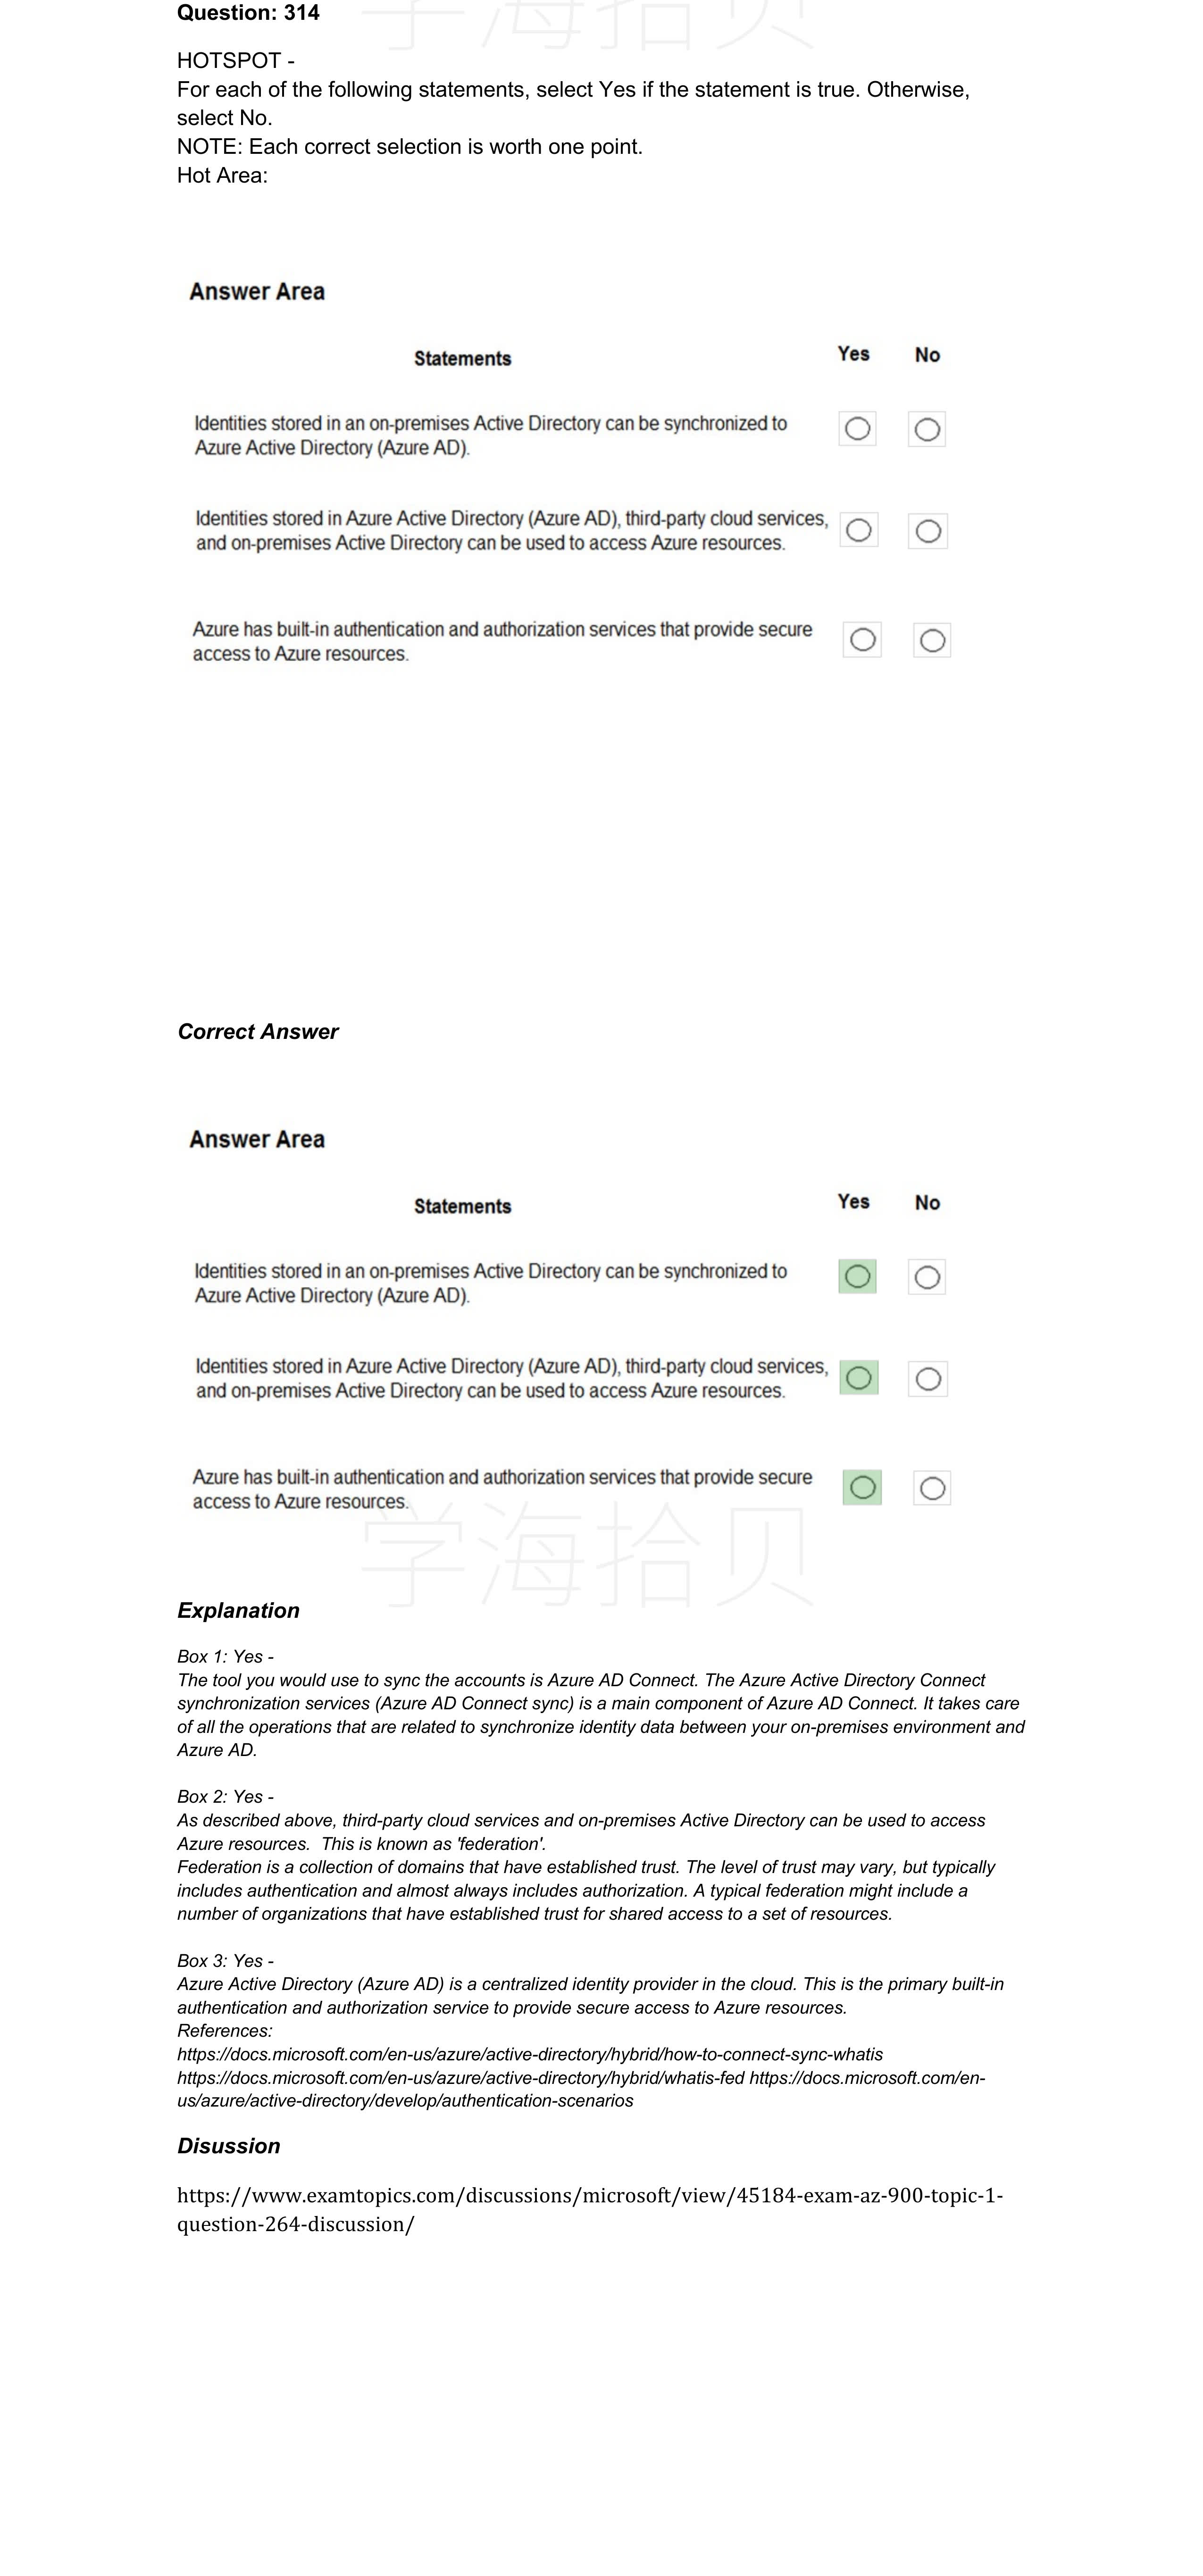 学海拾贝
Question: 314
HOTSPOT -
For each of the following statements, select Yes if the statement is true. Otherwise,
select No.
NOTE: Each correct selection is worth one point.
Hot Area:
Answer Area
Statements Yes No
Identities stored in an on-premises Active Directory can be synchronized to
Azure Active Directory (Azure AD).
Identities stored in Azure Active Directory (Azure AD), third-party cloud services,
and on-premises Active Directory can be used to access Azure resources.
Azure has built-in authentication and authorization services that provide secure
access to Azure resources.
Correct Answer
Answer Area
Statements Yes No
Identities stored in an on-premises Active Directory can be synchronized to
Azure Active Directory (Azure AD).
Identities stored in Azure Active Directory (Azure AD), third-party cloud services,
and on-premises Active Directory can be used to access Azure resources.
Azure has built-in authentication and authorization services that provide secure
access to Azure resources.
学海拾贝
Explanation
Box 1: Yes -
The tool you would use to sync the accounts is Azure AD Connect. The Azure Active Directory Connect
synchronization services (Azure AD Connect sync) is a main component of Azure AD Connect. It takes care
of all the operations that are related to synchronize identity data between your on-premises environment and
Azure AD.
Box 2: Yes -
As described above, third-party cloud services and on-premises Active Directory can be used to access
Azure resources. This is known as 'federation'.
Federation is a collection of domains that have established trust. The level of trust may vary, but typically
includes authentication and almost always includes authorization. A typical federation might include a
number of organizations that have established trust for shared access to a set of resources.
Box 3: Yes -
Azure Active Directory (Azure AD) is a centralized identity provider in the cloud. This is the primary built-in
authentication and authorization service to provide secure access to Azure resources.
References:
https://docs.microsoft.com/en-us/azure/active-directory/hybrid/how-to-connect-sync-whatis
https://docs.microsoft.com/en-us/azure/active-directory/hybrid/whatis-fed https://docs.microsoft.com/en-
us/azure/active-directory/develop/authentication-scenarios
Disussion
https://www.examtopics.com/discussions/microsoft/view/45184-exam-az-900-topic-1-
question-264-discussion/